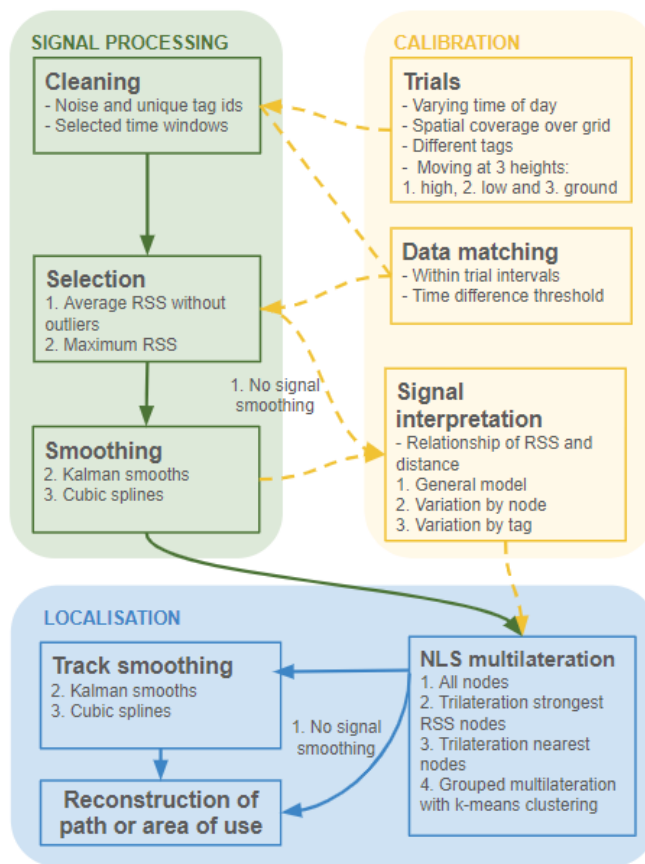 SIGNAL PROCESSING
Cleaning
- Noise and unique tag ids
- Selected time windows
Selection
1. Average RSS without
outliers
2. Maximum RSS
1. No signal
smoothing
Smoothing
2. Kalman smooths
3. Cubic splines
CALIBRATION
Trials
- Varying time of day
- Spatial coverage over grid
- Different tags
- Moving at 3 heights:
1. high, 2. low and 3. ground
Data matching
- Within trial intervals
- Time difference threshold
Signal
interpretation
- Relationship of RSS and
distance
1. General model
2. Variation by node
3. Variation by tag
LOCALISATION
Track smoothing
2. Kalman smooths
3. Cubic splines
1. No signal
smoothing
Reconstruction of
path or area of use
NLS multilateration
1. All nodes
2. Trilateration strongest
RSS nodes
3. Trilateration nearest
nodes
4. Grouped multilateration
with k-means clustering